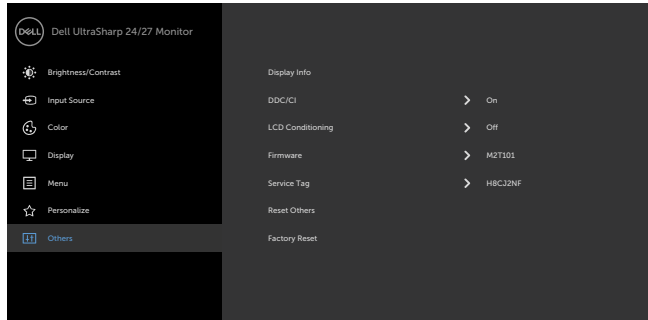 DELL Dell UltraSharp 24/27 Monitor
Brightness/Contrast
Display Info
Input Source
DDC/CI
On
Color
LCD Conditioning
Off
Display
Firmware
M2T101
Menu
Service Tag
H8CJ2NF
Personalize
Reset Others
Others
Factory Reset